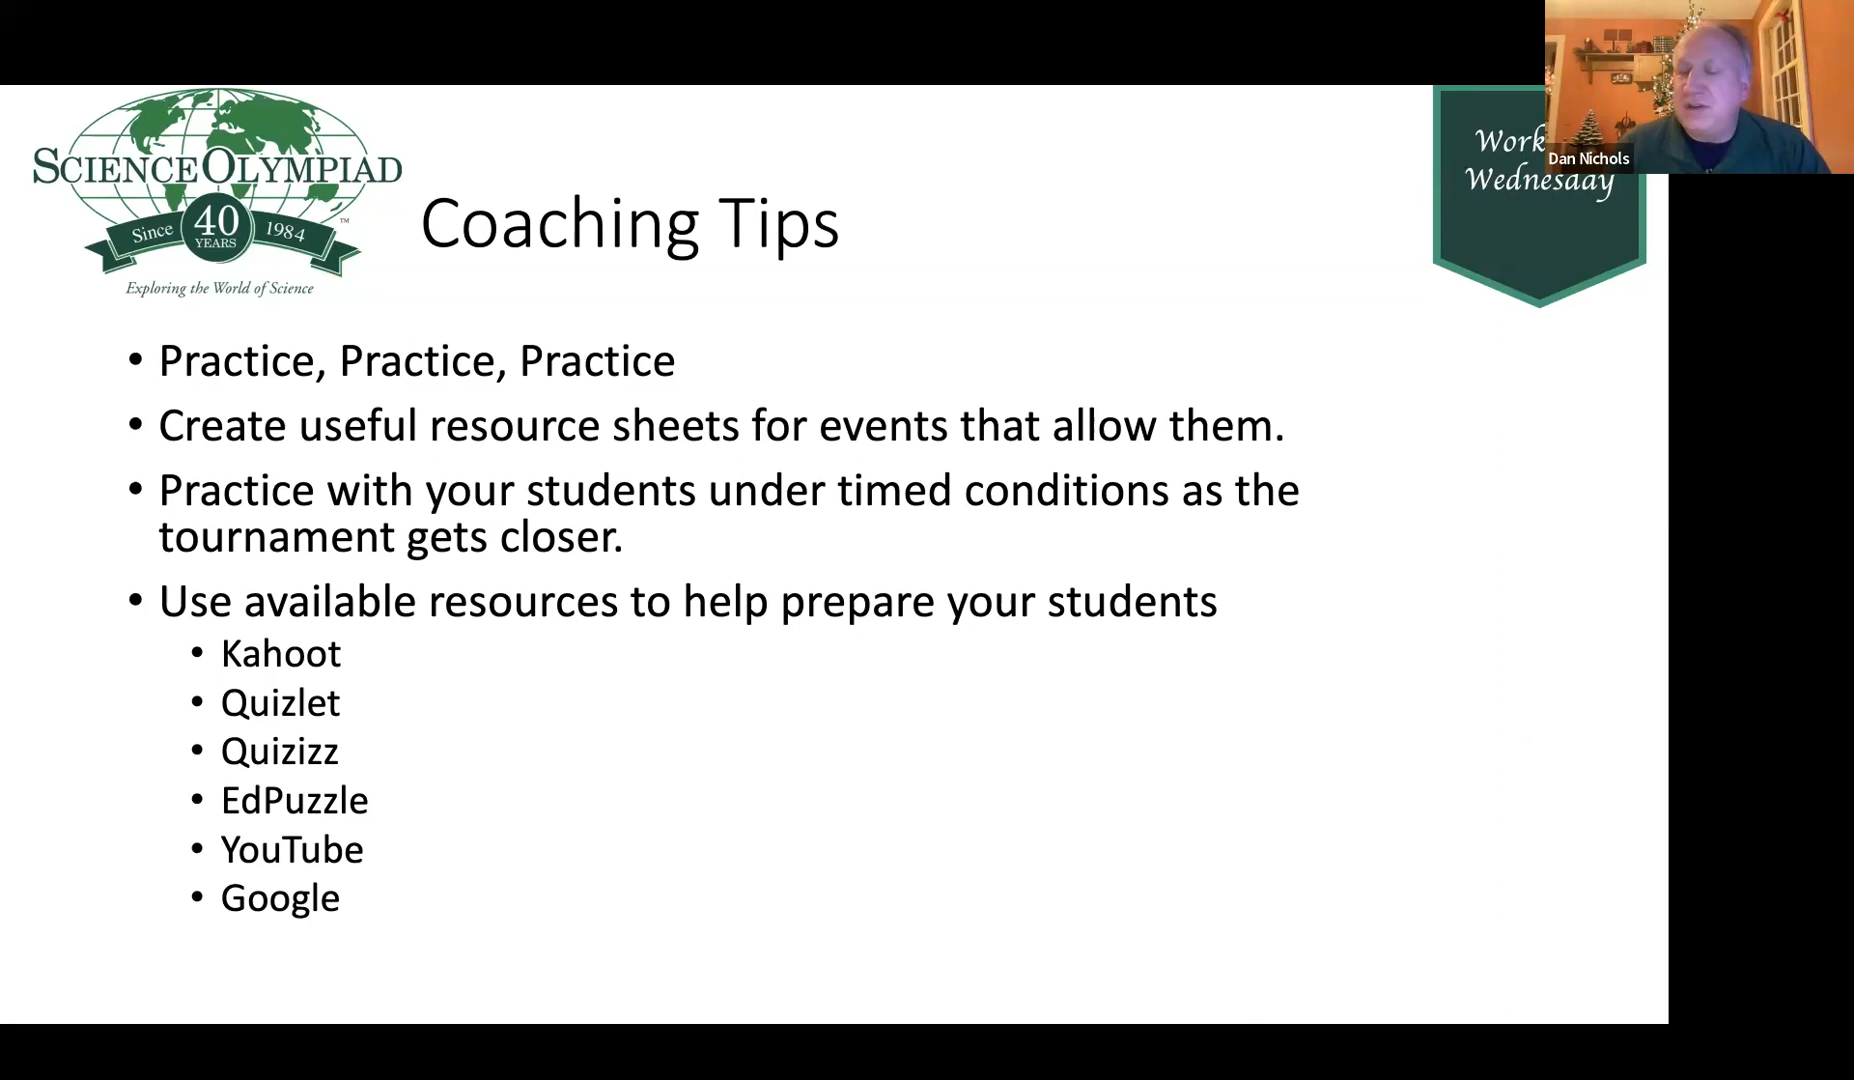 SCIENCE OLYMPIAD
Since 40 YEARS 1984
™
Exploring the World of Science
Coaching Tips
Wednesday
Dan Nichols
• Practice, Practice, Practice
• Create useful resource sheets for events that allow them.
• Practice with your students under timed conditions as the
tournament gets closer.
• Use available resources to help prepare your students
• Kahoot
• Quizlet
• Quizizz
• EdPuzzle
• YouTube
• Google